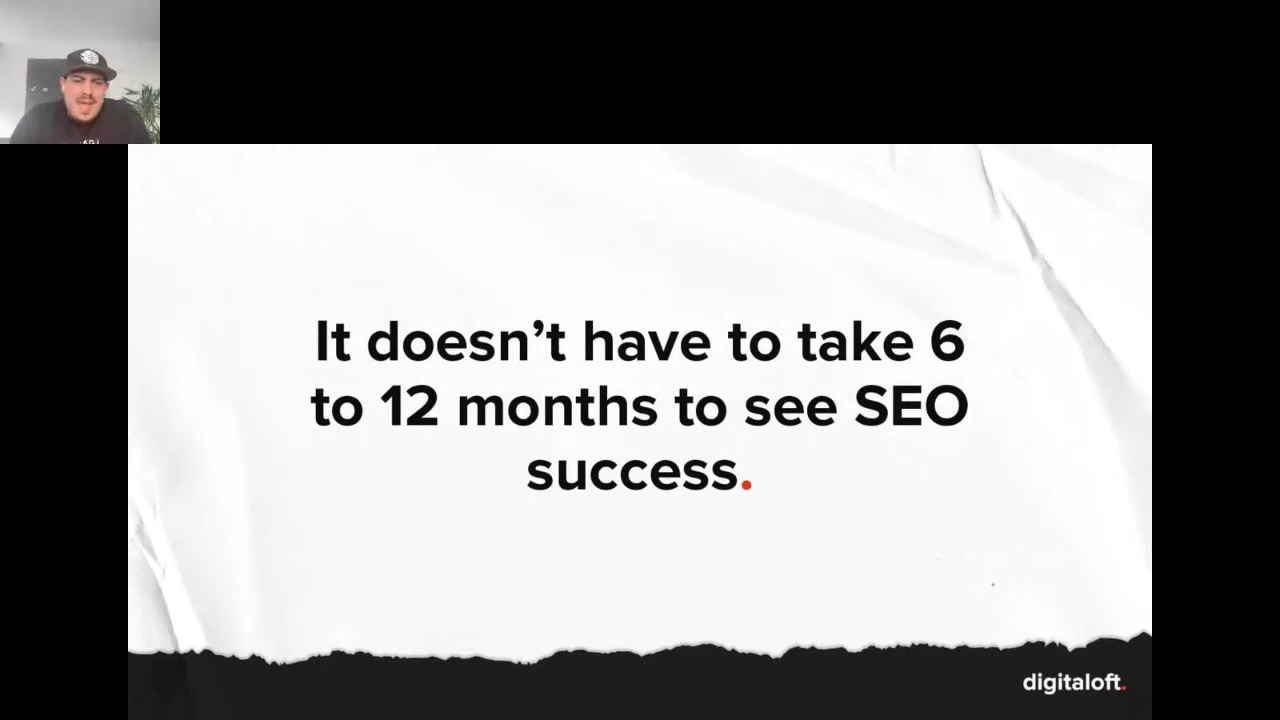 It doesn’t have to take 6
to 12 months to see SEO
success.
digitaloft.